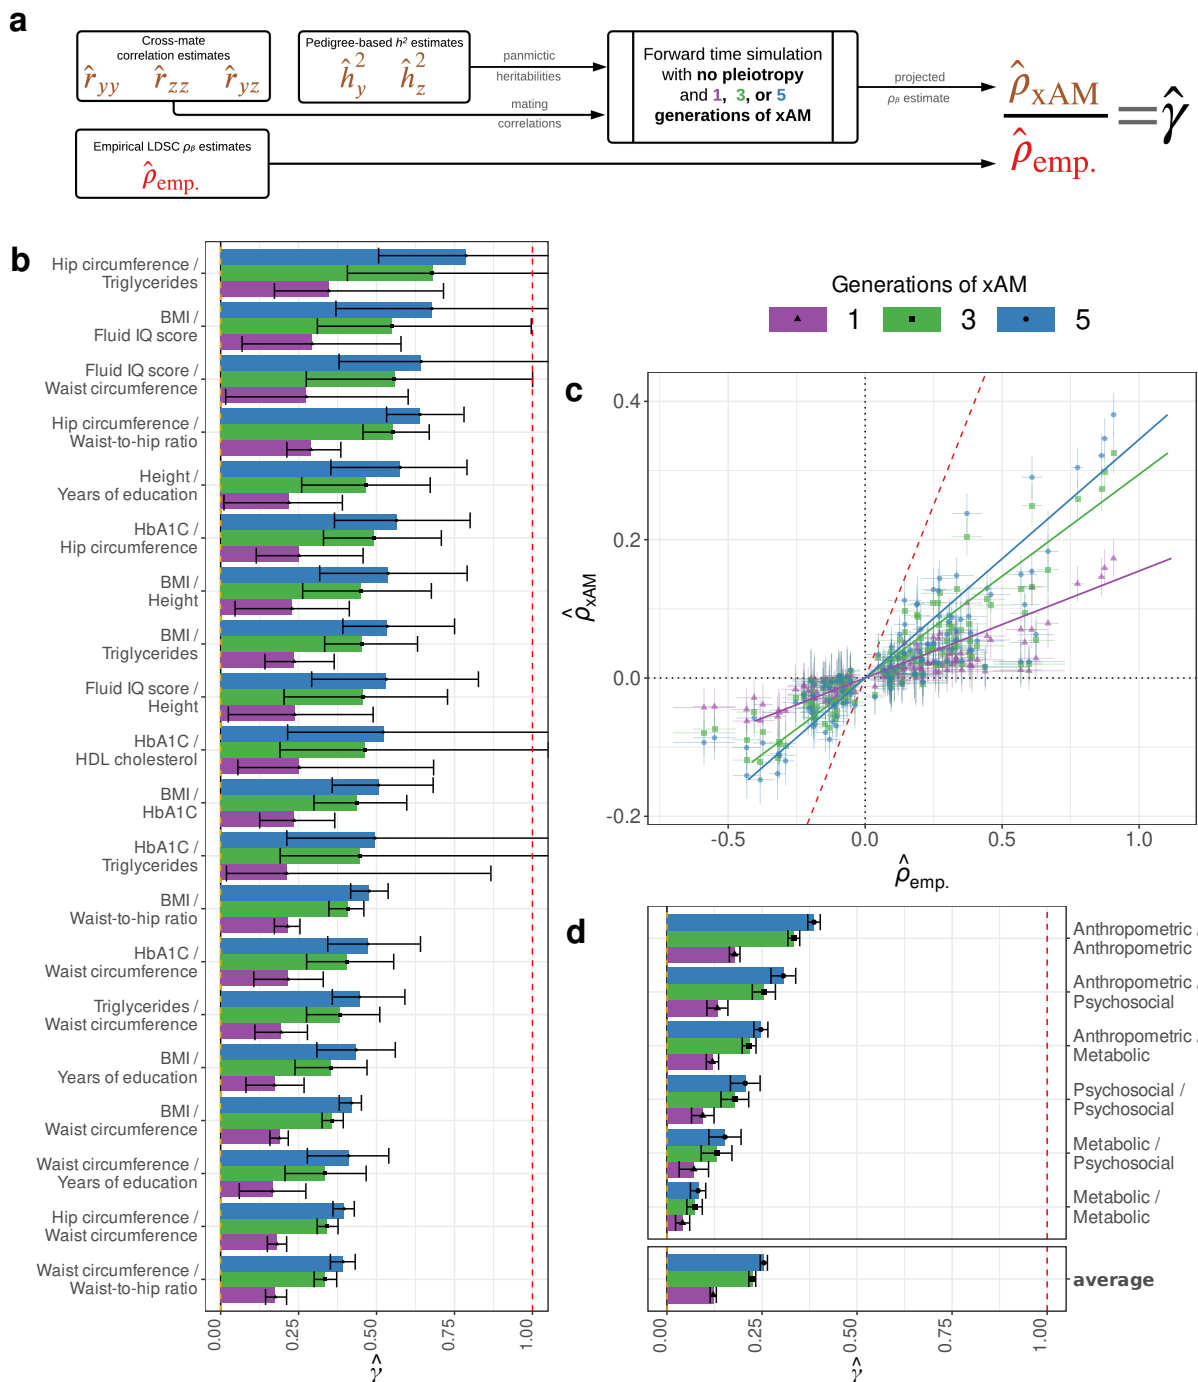 a
Cross-mate
correlation estimates
r̂yy r̂zz r̂yz
Pedigree-based h² estimates
ĥ²y ĥ²z
panmictic
heritabilities
mating
correlations
Forward time simulation
with no pleiotropy
and 1, 3, or 5
generations of xAM
projected
ρβ estimate
ρ̂xAM
ρ̂emp.
= γ̂
Empirical LDSC ρβ estimates
ρ̂emp.
b
Hip circumference /
Triglycerides
BMI /
Fluid IQ score
Fluid IQ score /
Waist circumference
Hip circumference /
Waist-to-hip ratio
Height /
Years of education
HbA1C /
Hip circumference
BMI /
Height
BMI /
Triglycerides
Fluid IQ score /
Height
HbA1C /
HDL cholesterol
BMI /
HbA1C
HbA1C /
Triglycerides
BMI /
Waist-to-hip ratio
HbA1C /
Waist circumference
Triglycerides /
Waist circumference
BMI /
Years of education
BMI /
Waist circumference
Waist circumference /
Years of education
Hip circumference /
Waist circumference
Waist circumference /
Waist-to-hip ratio
0.00 0.25 0.50 0.75 1.00
γ̂
Generations of xAM
1 3 5
c
0.4
0.2
0.0
-0.2
ρ̂xAM
-0.5 0.0 0.5 1.0
ρ̂emp.
d
Anthropometric /
Anthropometric
Anthropometric /
Psychosocial
Anthropometric /
Metabolic
Psychosocial /
Psychosocial
Metabolic /
Psychosocial
Metabolic /
Metabolic
average
0.00 0.25 0.50 0.75 1.00
γ̂